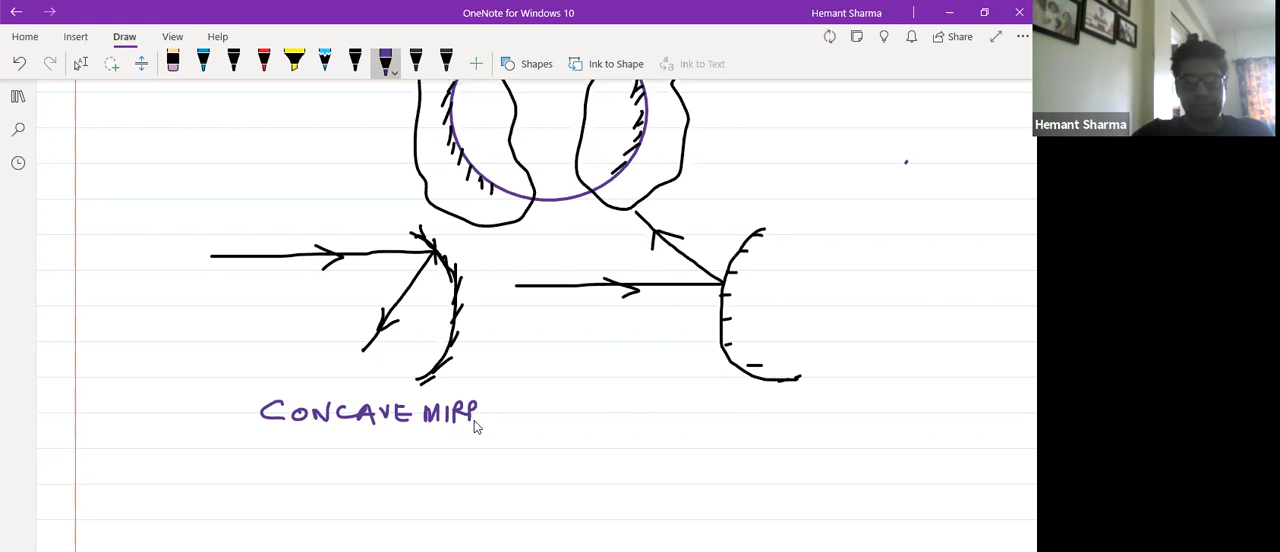 OneNote for Windows 10
Hemant Sharma
Home Insert Draw View Help
Share
Shapes
Ink to Shape
Ink to Text
Hemant Sharma
CONCAVE MIRR